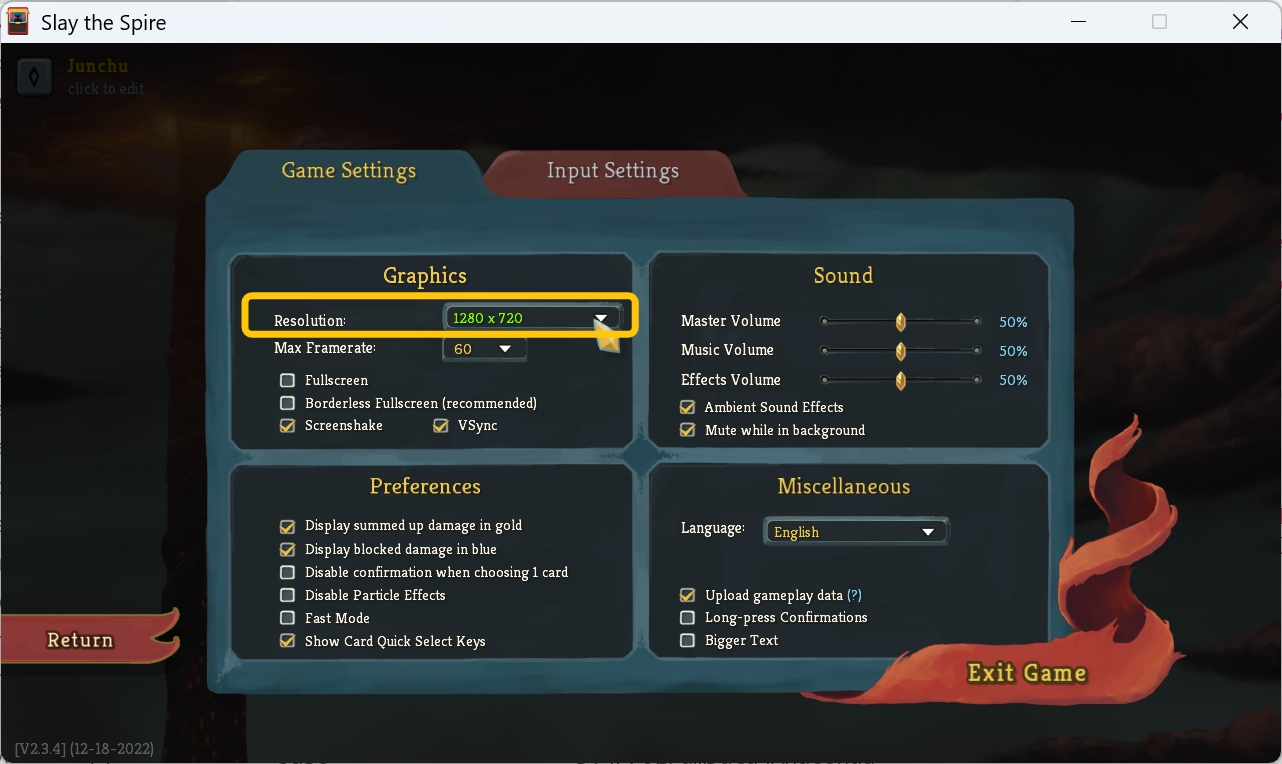 Slay the Spire
Junchu
click to edit
Game Settings
Input Settings
Graphics
Resolution:
1280 x 720
Max Framerate:
60
Fullscreen
Borderless Fullscreen (recommended)
Screenshake
VSync
Sound
Master Volume
50%
Music Volume
50%
Effects Volume
50%
Ambient Sound Effects
Mute while in background
Preferences
Display summed up damage in gold
Display blocked damage in blue
Disable confirmation when choosing 1 card
Disable Particle Effects
Fast Mode
Show Card Quick Select Keys
Miscellaneous
Language:
English
Upload gameplay data (?)
Long-press Confirmations
Bigger Text
Return
Exit Game
[V2.3.4] (12-18-2022)